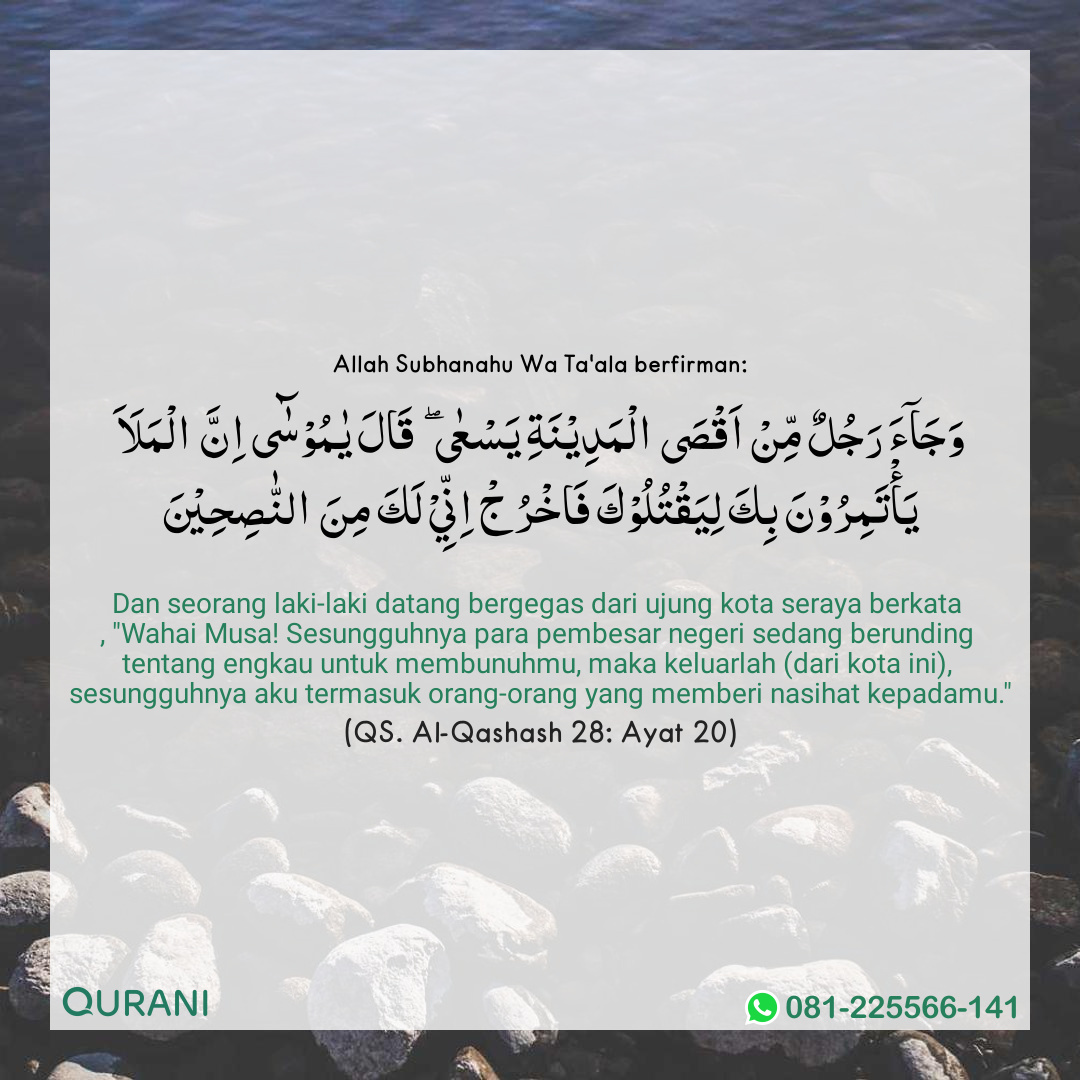 Allah Subhanahu Wa Ta'ala berfirman:
وَجَآءَ رَجُلٌ مِّنْ اَقْصَى الْمَدِيْنَةِ يَسْعٰى ۖ قَالَ يٰمُوْسٰۤى اِنَّ الْمَلَاَ
يَأْتَمِرُوْنَ بِكَ لِيَقْتُلُوْكَ فَاخْرُجْ اِنِّيْ لَكَ مِنَ النّٰصِحِيْنَ
Dan seorang laki-laki datang bergegas dari ujung kota seraya berkata
, "Wahai Musa! Sesungguhnya para pembesar negeri sedang berunding
tentang engkau untuk membunuhmu, maka keluarlah (dari kota ini),
sesungguhnya aku termasuk orang-orang yang memberi nasihat kepadamu."
(QS. Al-Qashash 28: Ayat 20)
QURANI
081-225566-141